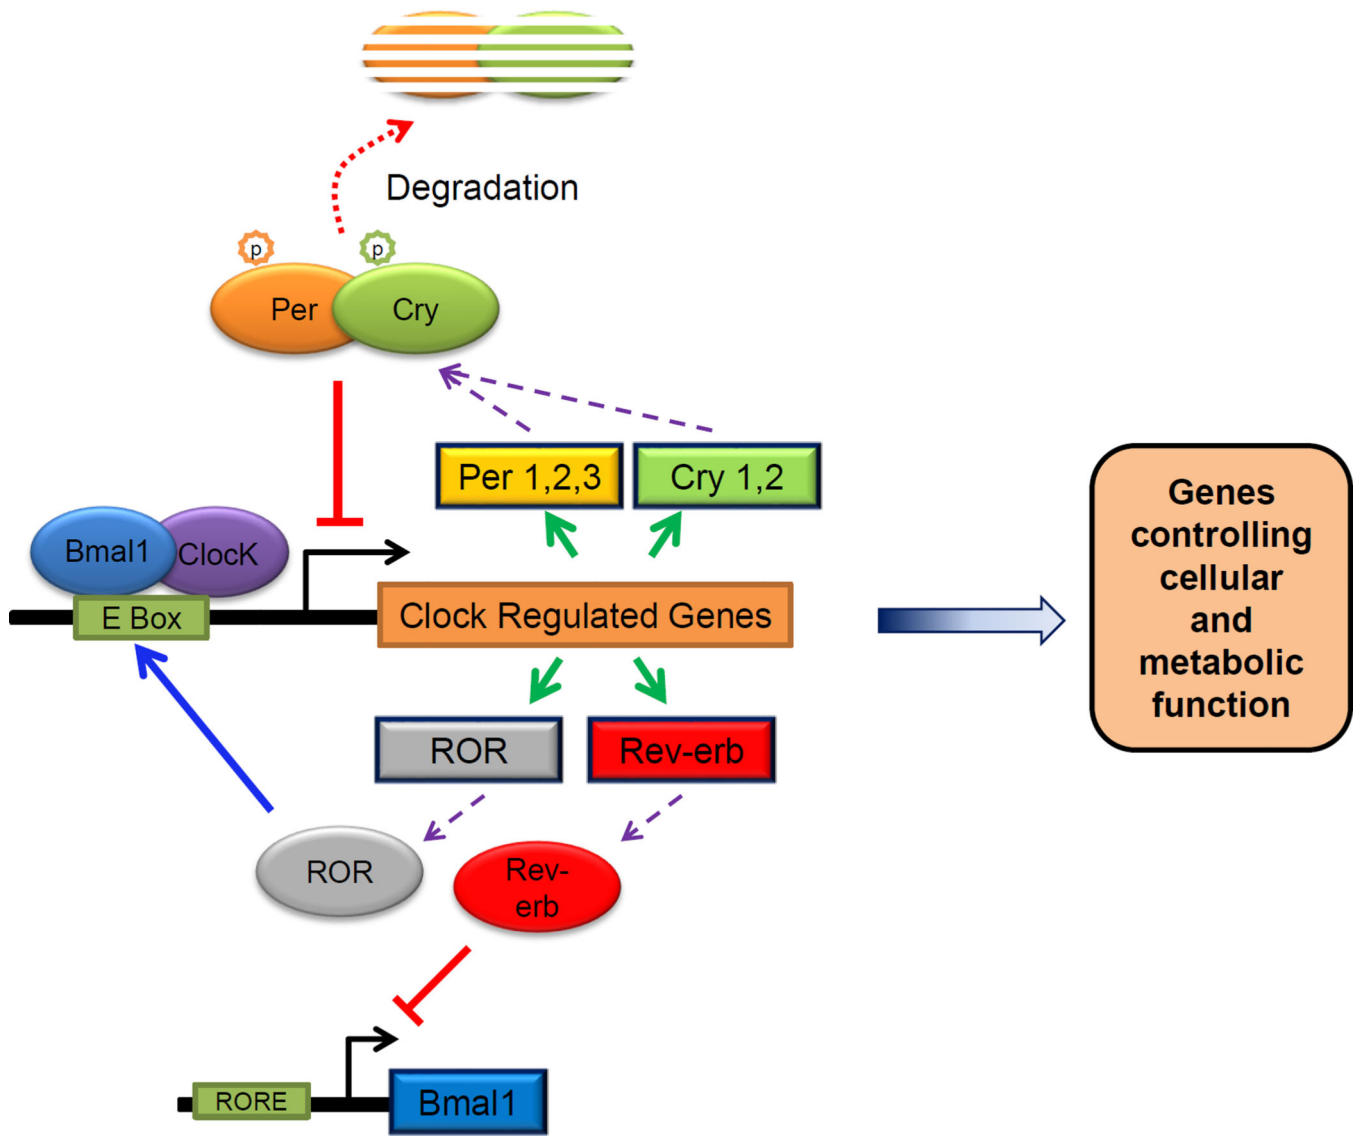 Degradation
p
p
Per
Cry
Per 1,2,3
Cry 1,2
Bmal1
ClocK
E Box
Clock Regulated Genes
Genes
controlling
cellular
and
metabolic
function
ROR
Rev-erb
ROR
Rev-
erb
RORE
Bmal1